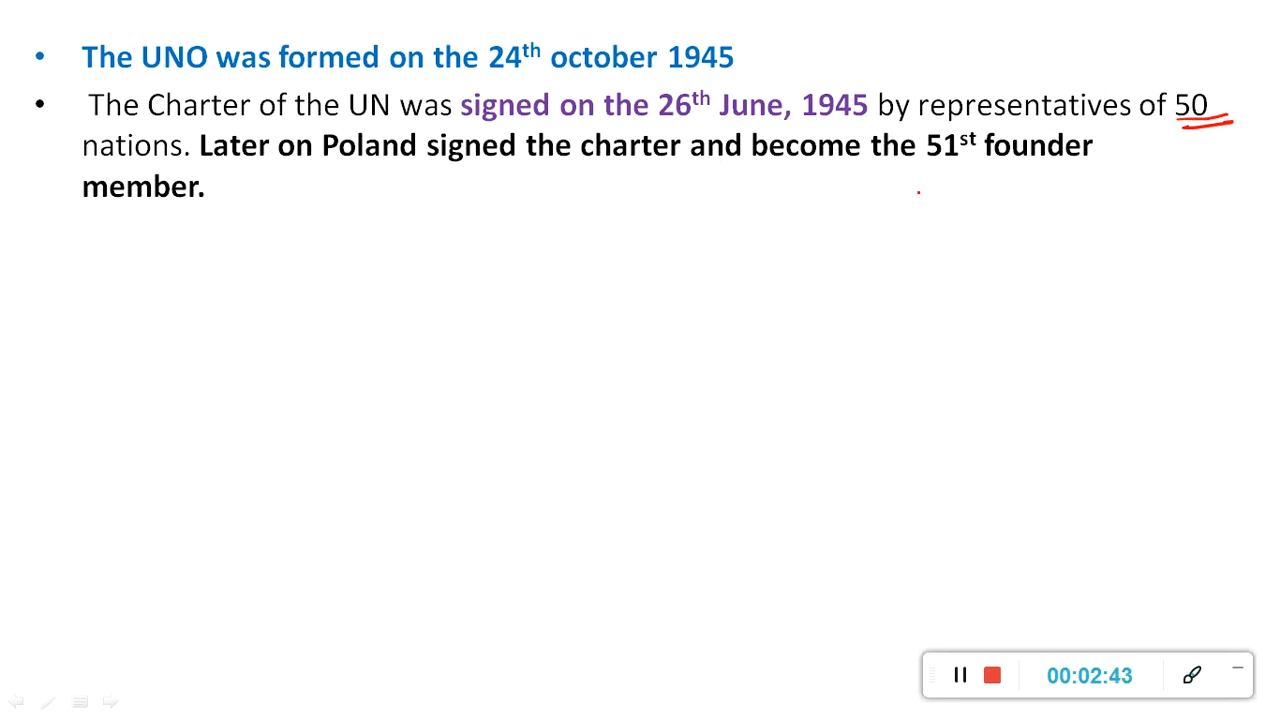 • The UNO was formed on the 24th october 1945
• The Charter of the UN was signed on the 26th June, 1945 by representatives of 50
nations. Later on Poland signed the charter and become the 51st founder
member.
00:02:43